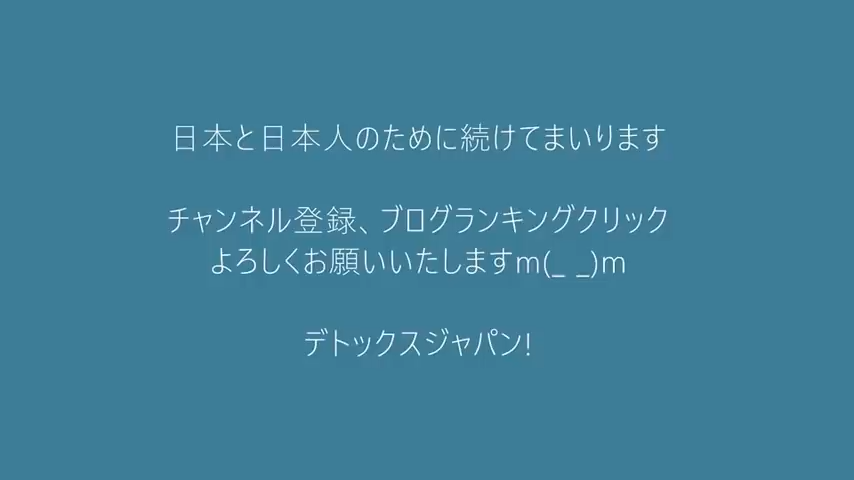 日本と日本人のために続けてまいります
チャンネル登録、ブログランキングクリック
よろしくお願いいたしますm(_ _)m
デトックスジャパン!